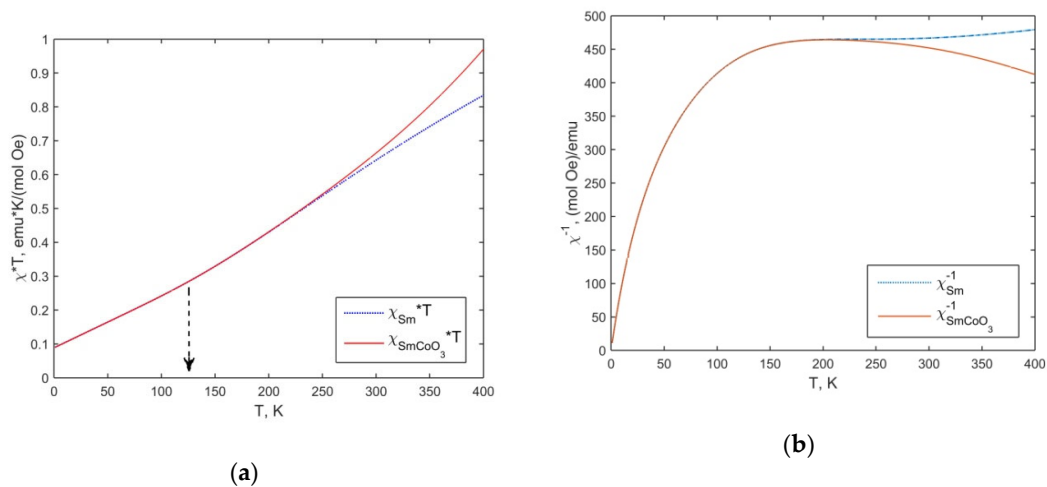 1
0.9
0.8
0.7
0.6
0.5
0.4
0.3
0.2
0.1
0
χ*T, emu*K/(mol Oe)
0 50 100 150 200 250 300 350 400
T, K
χSm*T
χSmCoO3*T
(a)
500
450
400
350
300
250
200
150
100
50
0
χ-1, (mol Oe)/emu
0 50 100 150 200 250 300 350 400
T, K
χ-1Sm
χ-1SmCoO3
(b)